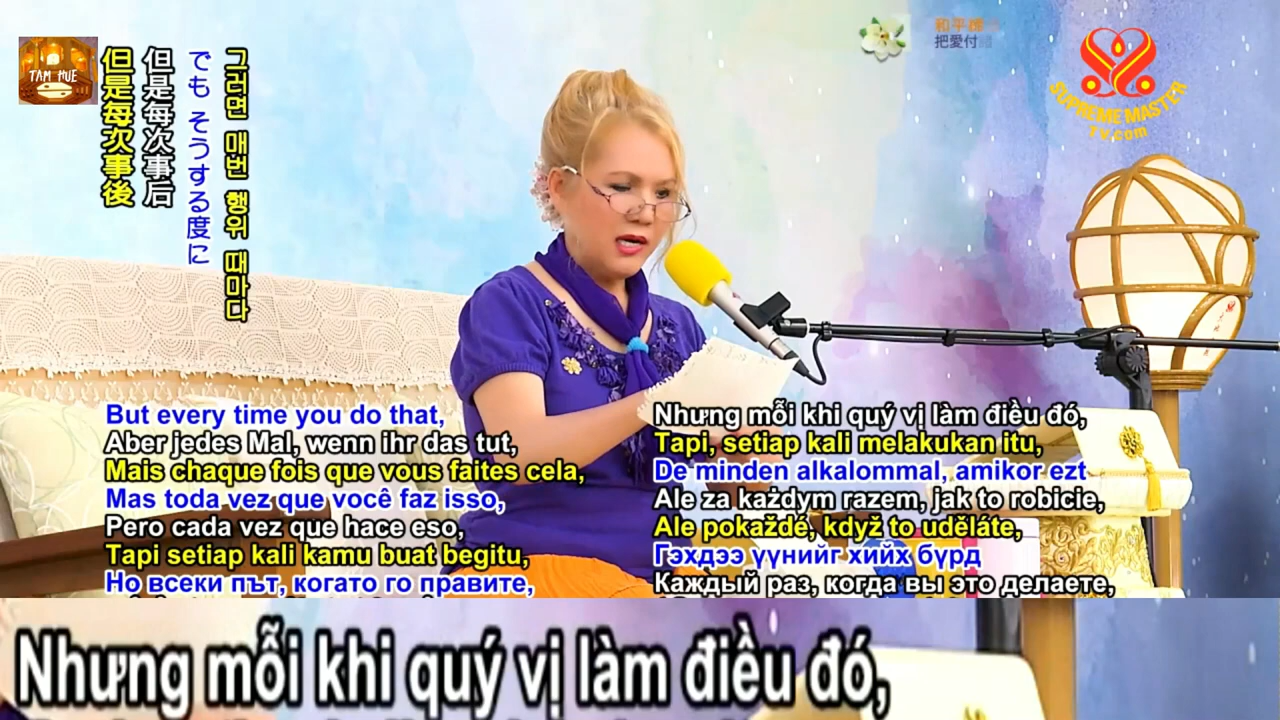 TAM HUE
但是每次事後
但是每次事后
でも そうする度に
그러면 매번 행위 때마다
和平
把愛付
SUPREME MASTER
TV.com
But every time you do that,
Aber jedes Mal, wenn ihr das tut,
Mais chaque fois que vous faites cela,
Mas toda vez que você faz isso,
Pero cada vez que hace eso,
Tapi setiap kali kamu buat begitu,
Но всеки път, когато го правите,
Nhưng mỗi khi quý vị làm điều đó,
Tapi, setiap kali melakukan itu,
De minden alkalommal, amikor ezt
Ale za każdym razem, jak to robicie,
Ale pokaždé, když to uděláte,
Гэхдээ үүнийг хийх бүрд
Каждый раз, когда вы это делаете,
Nhưng mỗi khi quý vị làm điều đó,